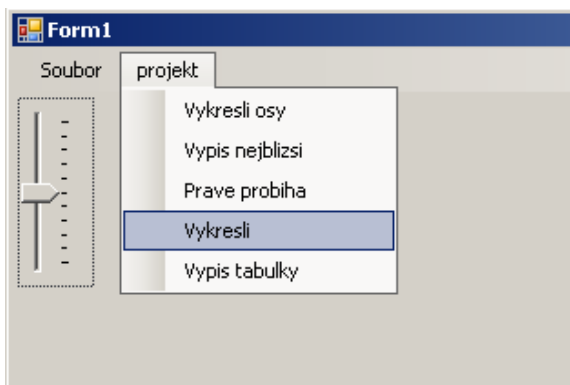 Form1
Soubor projekt
Vykresli osy
Vypis nejblizsi
Prave probiha
Vykresli
Vypis tabulky